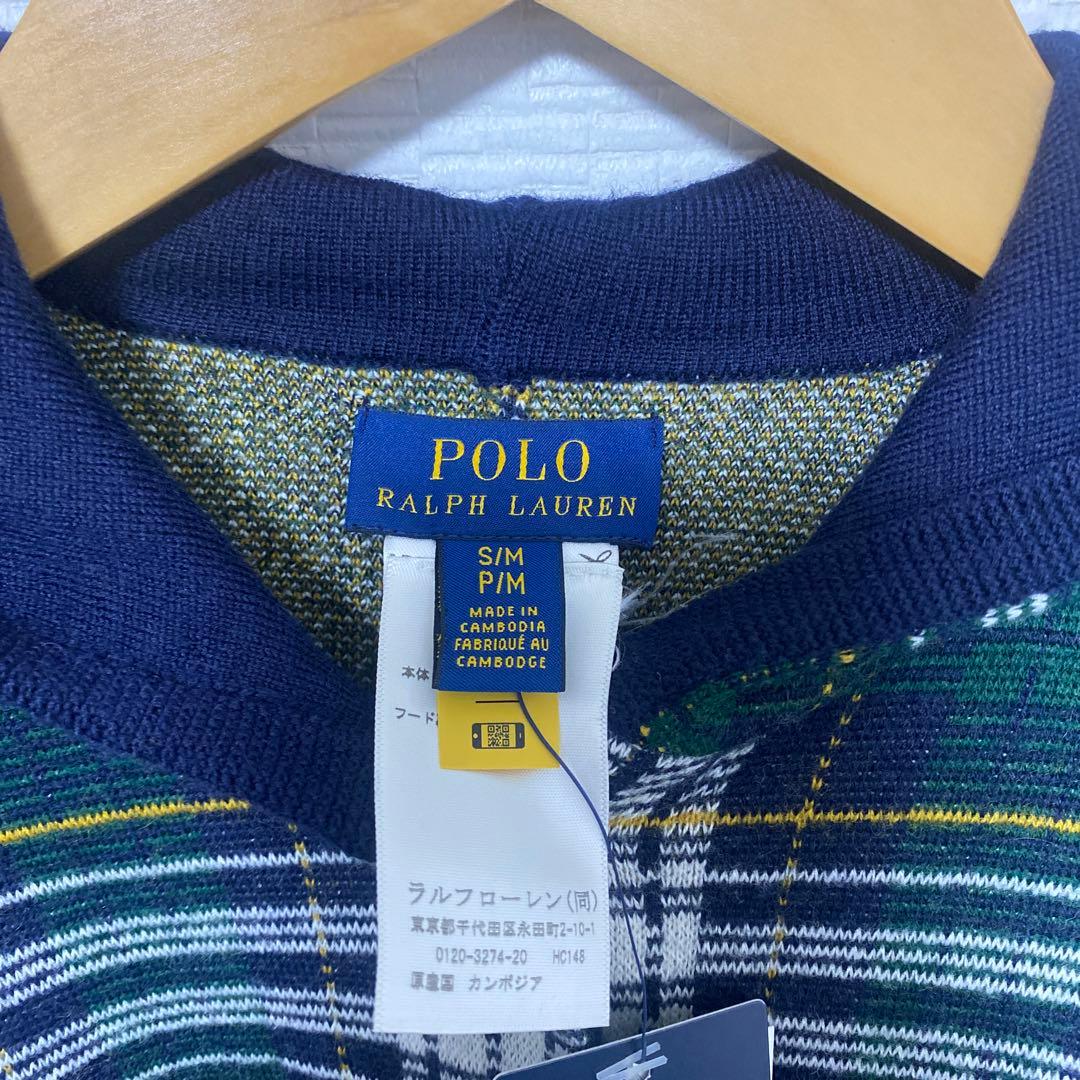 POLO
RALPH LAUREN
S/M
P/M
MADE IN
CAMBODIA
FABRIQUÉ AU
CAMBODGE
本体
フード
ラルフローレン(同)
東京都千代田区永田町2-10-1
0120-3274-20 HC148
原産国 カンボジア